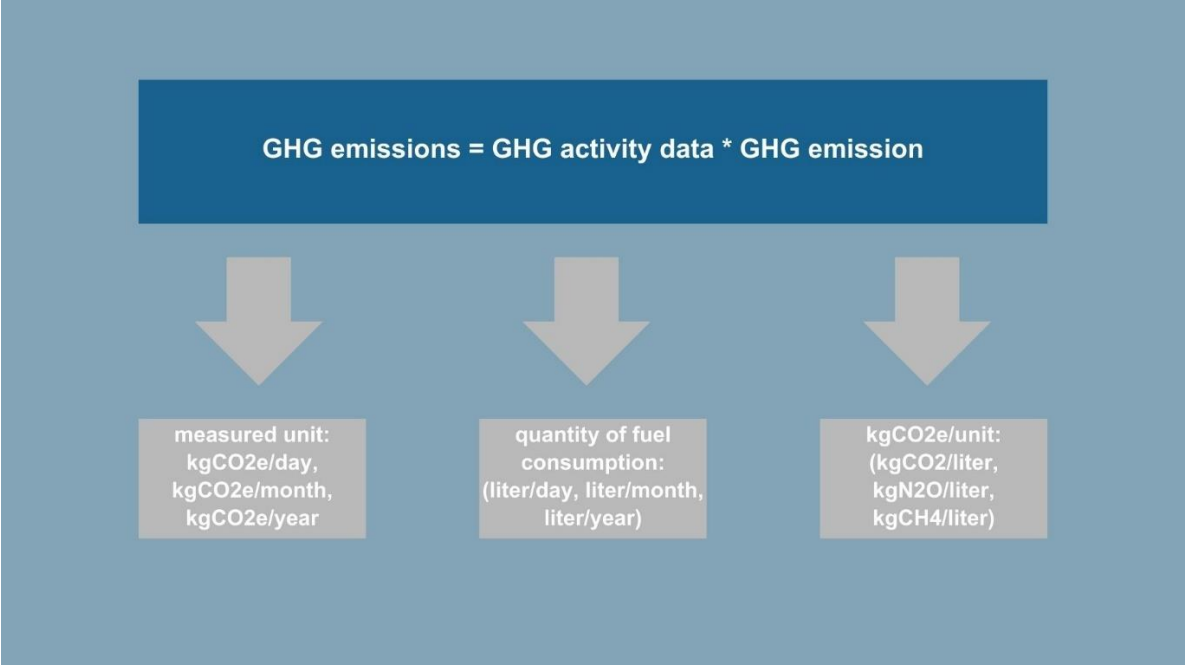 GHG emissions = GHG activity data * GHG emission
measured unit:
kgCO2e/day,
kgCO2e/month,
kgCO2e/year
quantity of fuel
consumption:
(liter/day, liter/month,
liter/year)
kgCO2e/unit:
(kgCO2/liter,
kgN2O/liter,
kgCH4/liter)